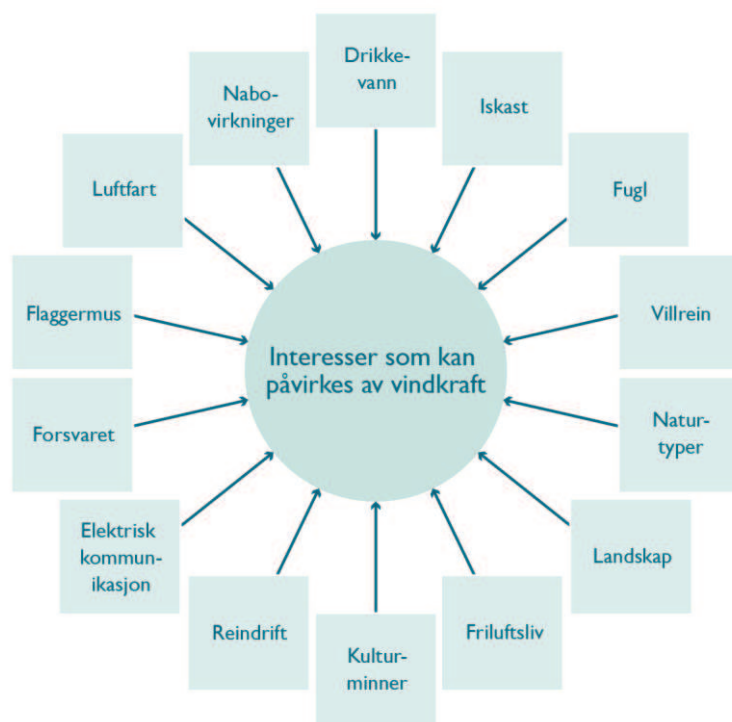 Drikke-
vann
Iskast
Fugl
Villrein
Natur-
typer
Landskap
Friluftsliv
Kultur-
minner
Reindrift
Elektrisk
kommun-
ikasjon
Forsvaret
Flaggermus
Luftfart
Nabo-
virkninger
Interesser som kan
påvirkes av vindkraft